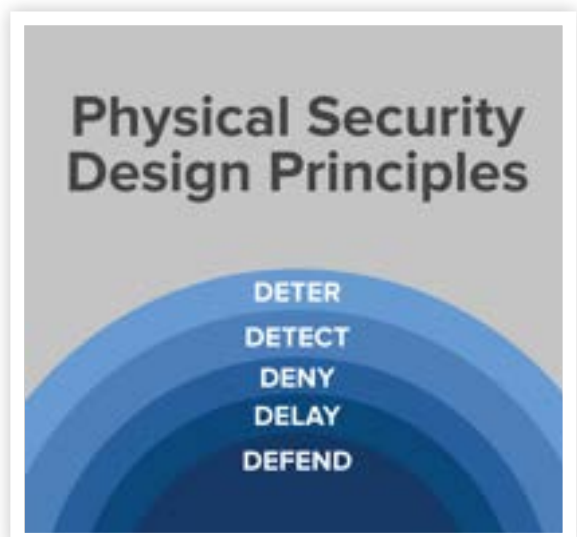 Physical Security
Design Principles
DETER
DETECT
DENY
DELAY
DEFEND